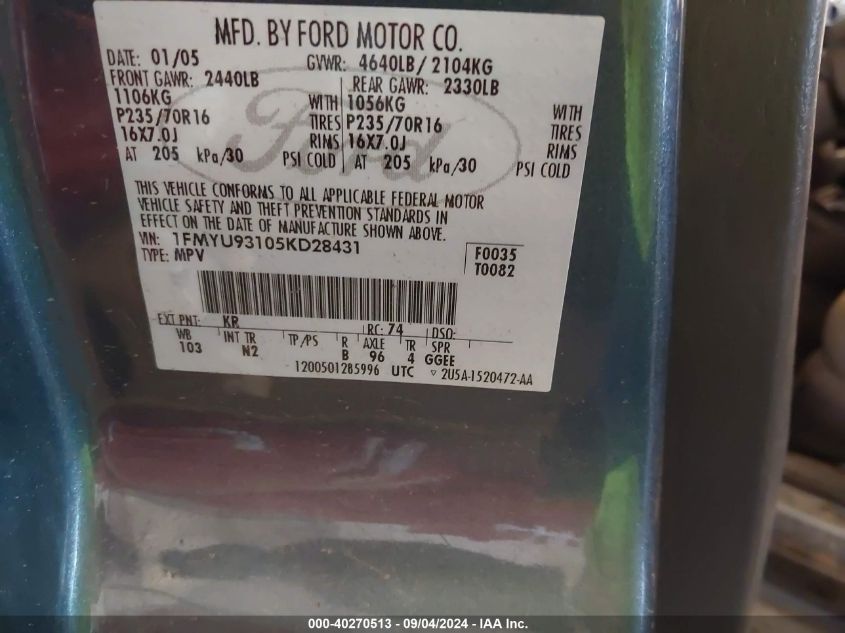 MFD. BY FORD MOTOR CO.
DATE: 01/05 GVWR: 4640LB/ 2104KG
FRONT GAWR: 2440LB REAR GAWR: 2330LB
1106KG WITH 1056KG WITH
P235/70R16 TIRES P235/70R16 TIRES
16X7.0J RIMS 16X7.0J RIMS
AT 205 kPa/30 PSI COLD AT 205 kPa/30 PSI COLD
Ford
THIS VEHICLE CONFORMS TO ALL APPLICABLE FEDERAL MOTOR
VEHICLE SAFETY AND THEFT PREVENTION STANDARDS IN
EFFECT ON THE DATE OF MANUFACTURE SHOWN ABOVE.
VIN: 1FMYU93105KD28431 F0035
TYPE: MPV T0082
EXT PNT: KR RC: 74 DSO:
WB INT TR TP/PS R AXLE TR SPR
103 N2 B 96 4 GGEE
1200501285996 UTC ▿ 2U5A-1520472-AA
000-40270513 - 09/04/2024 - IAA Inc.